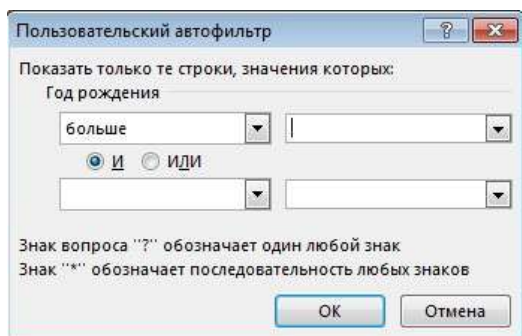 Пользовательский автофильтр
Показать только те строки, значения которых:
Год рождения
больше
И ИЛИ
Знак вопроса "?" обозначает один любой знак
Знак "*" обозначает последовательность любых знаков
ОК Отмена